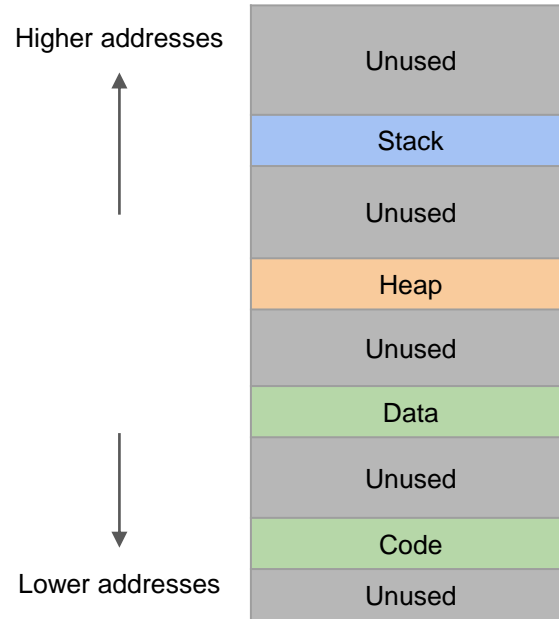 Higher addresses
Unused
Stack
Unused
Heap
Unused
Data
Unused
Code
Lower addresses
Unused